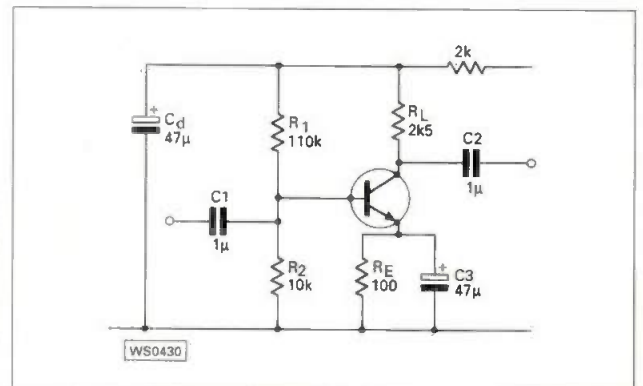 2k
+
Cd
47μ
R1
110k
RL
2k5
C2
1μ
C1
1μ
R2
10k
RE
100
+
C3
47μ
WS0430